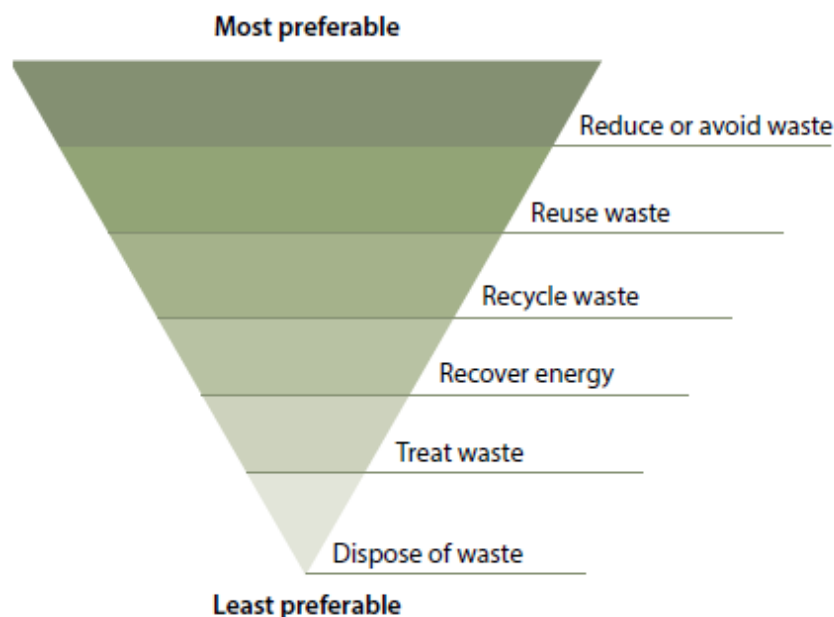 Most preferable
Reduce or avoid waste
Reuse waste
Recycle waste
Recover energy
Treat waste
Dispose of waste
Least preferable